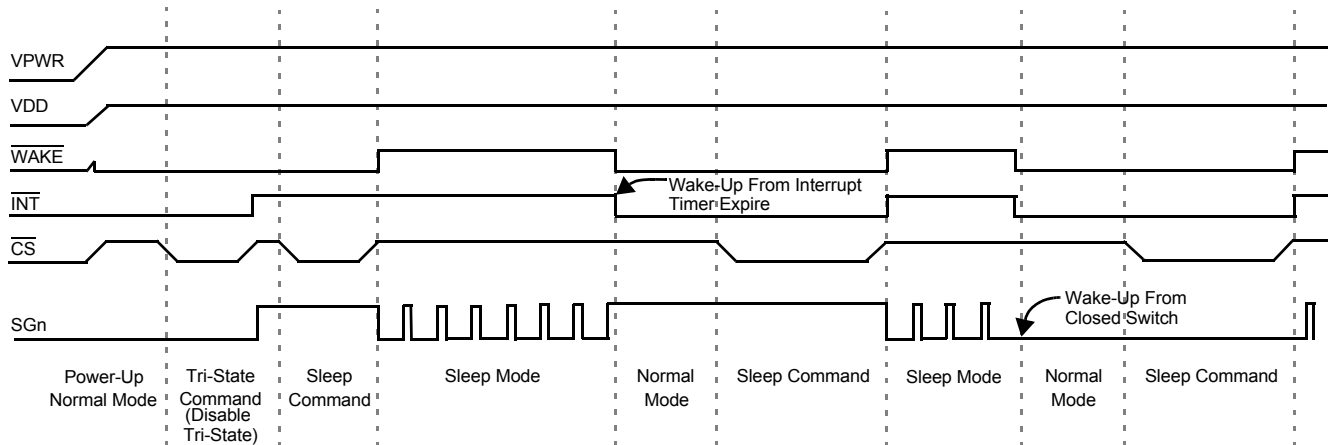 VPWR
VDD
WAKE
INT
CS
SGn
Wake-Up From Interrupt
Timer Expire
Wake-Up From
Closed Switch
Power-Up
Normal Mode
Tri-State
Command
(Disable
Tri-State)
Sleep
Command
Sleep Mode
Normal
Mode
Sleep Command
Sleep Mode
Normal
Mode
Sleep Command